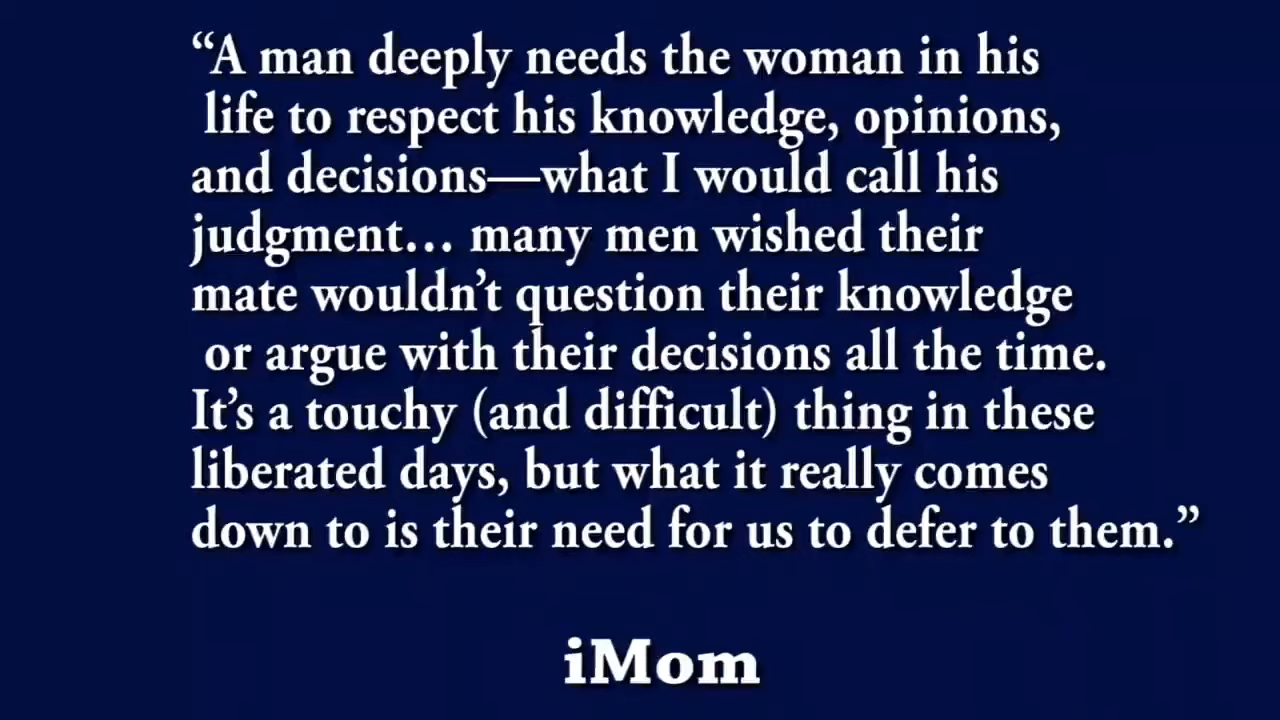 “A man deeply needs the woman in his
life to respect his knowledge, opinions,
and decisions—what I would call his
judgment… many men wished their
mate wouldn’t question their knowledge
or argue with their decisions all the time.
It’s a touchy (and difficult) thing in these
liberated days, but what it really comes
down to is their need for us to defer to them.”
iMom